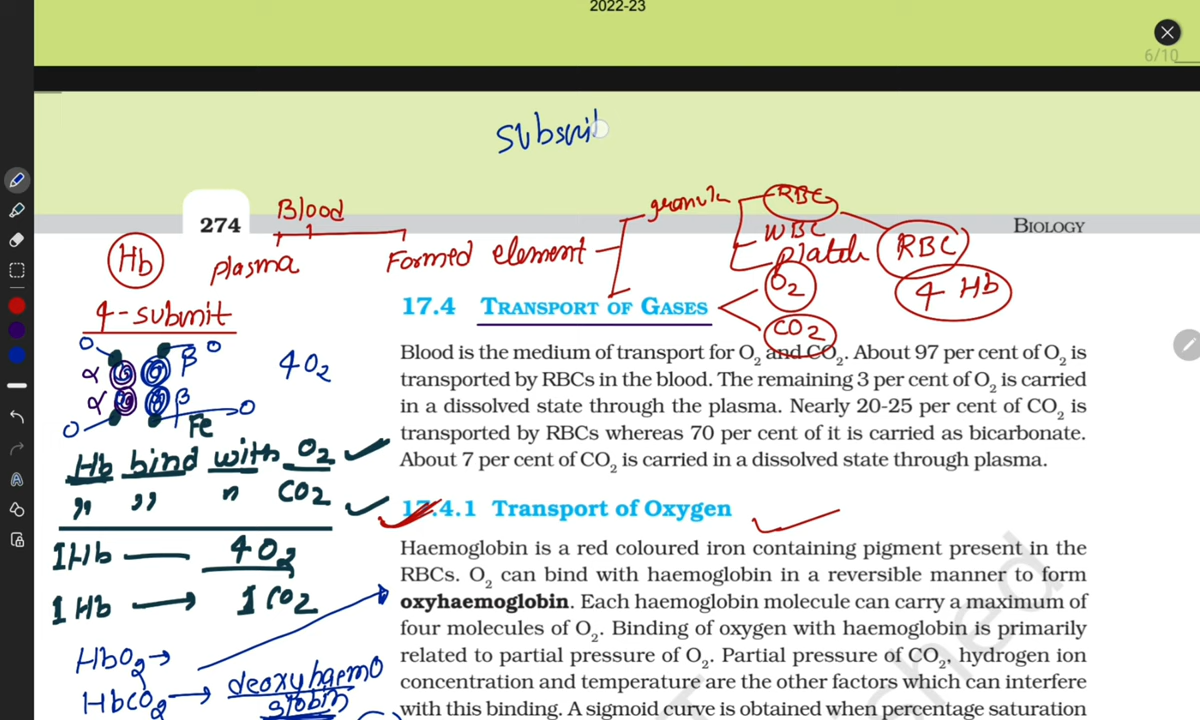 2022-23
6/10
subunit
274
Blood
granule
RBC
BIOLOGY
WBC
Hb
plasma
Formed element
platele
RBC
O2
4 Hb
17.4 TRANSPORT OF GASES
CO2
4-subunit
Blood is the medium of transport for O2 and CO2. About 97 per cent of O2 is
transported by RBCs in the blood. The remaining 3 per cent of O2 is carried
in a dissolved state through the plasma. Nearly 20-25 per cent of CO2 is
transported by RBCs whereas 70 per cent of it is carried as bicarbonate.
About 7 per cent of CO2 is carried in a dissolved state through plasma.
O O
α β 4O2
α β
O O
Fe
Hb bind with O2
" " " CO2
17.4.1 Transport of Oxygen
1Hb 4O2
1 Hb → 1 CO2
Haemoglobin is a red coloured iron containing pigment present in the
RBCs. O2 can bind with haemoglobin in a reversible manner to form
oxyhaemoglobin. Each haemoglobin molecule can carry a maximum of
four molecules of O2. Binding of oxygen with haemoglobin is primarily
related to partial pressure of O2. Partial pressure of CO2, hydrogen ion
concentration and temperature are the other factors which can interfere
with this binding. A sigmoid curve is obtained when percentage saturation
HbO2 →
HbCO2 → deoxyhaemo
globin